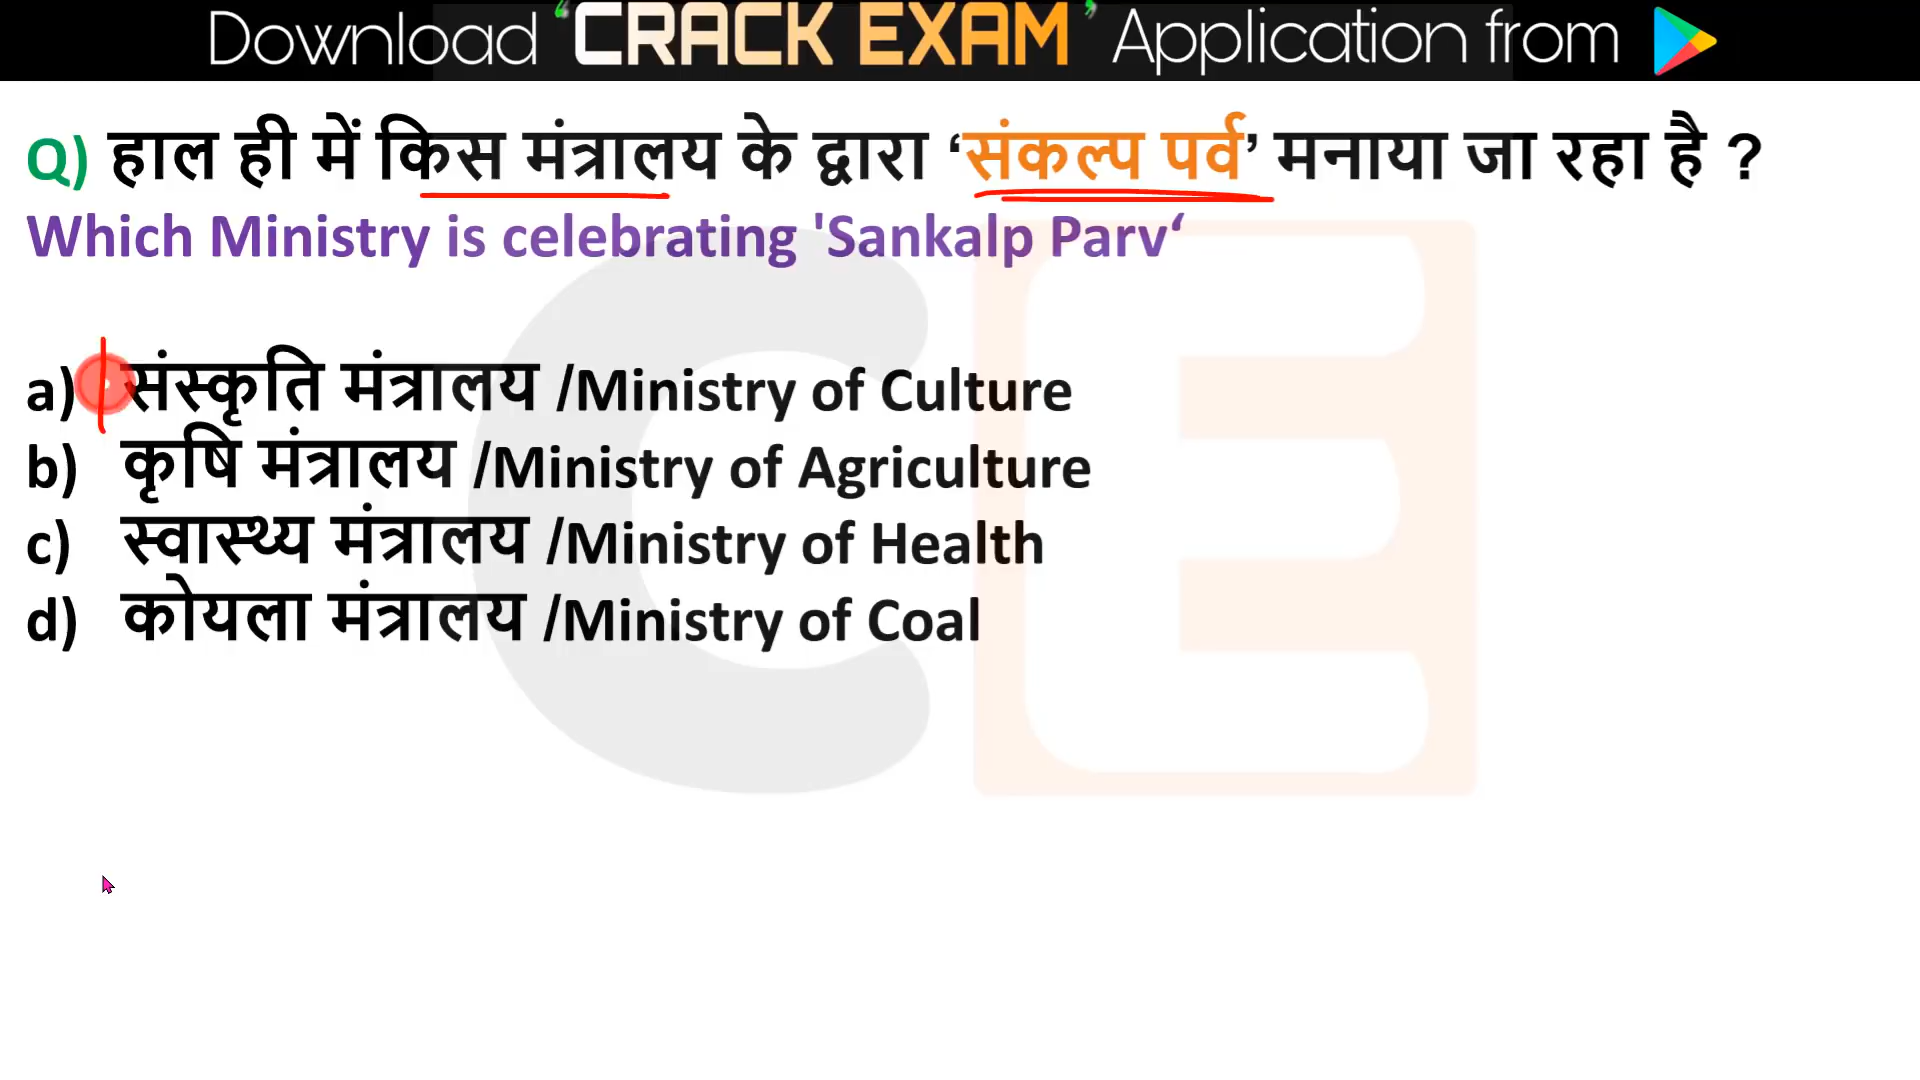 Download ‘CRACK EXAM’ Application from
Q) हाल ही में किस मंत्रालय के द्वारा ‘संकल्प पर्व’ मनाया जा रहा है ?
Which Ministry is celebrating 'Sankalp Parv‘
a) संस्कृति मंत्रालय /Ministry of Culture
b) कृषि मंत्रालय /Ministry of Agriculture
c) स्वास्थ्य मंत्रालय /Ministry of Health
d) कोयला मंत्रालय /Ministry of Coal
CE